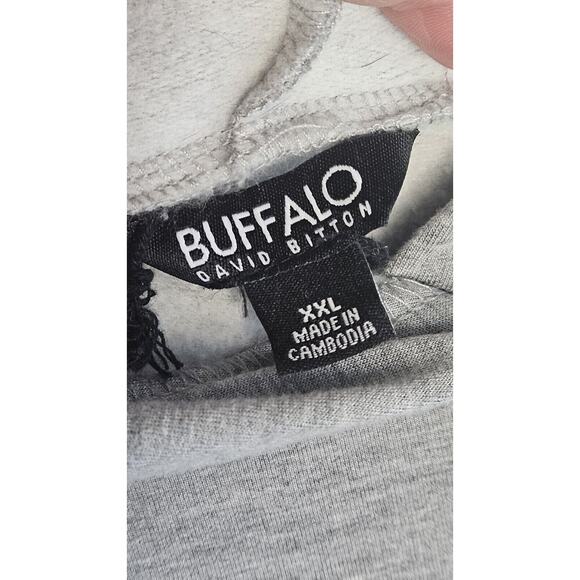 BUFFALO
DAVID BITTON
XXL
MADE IN
CAMBODIA